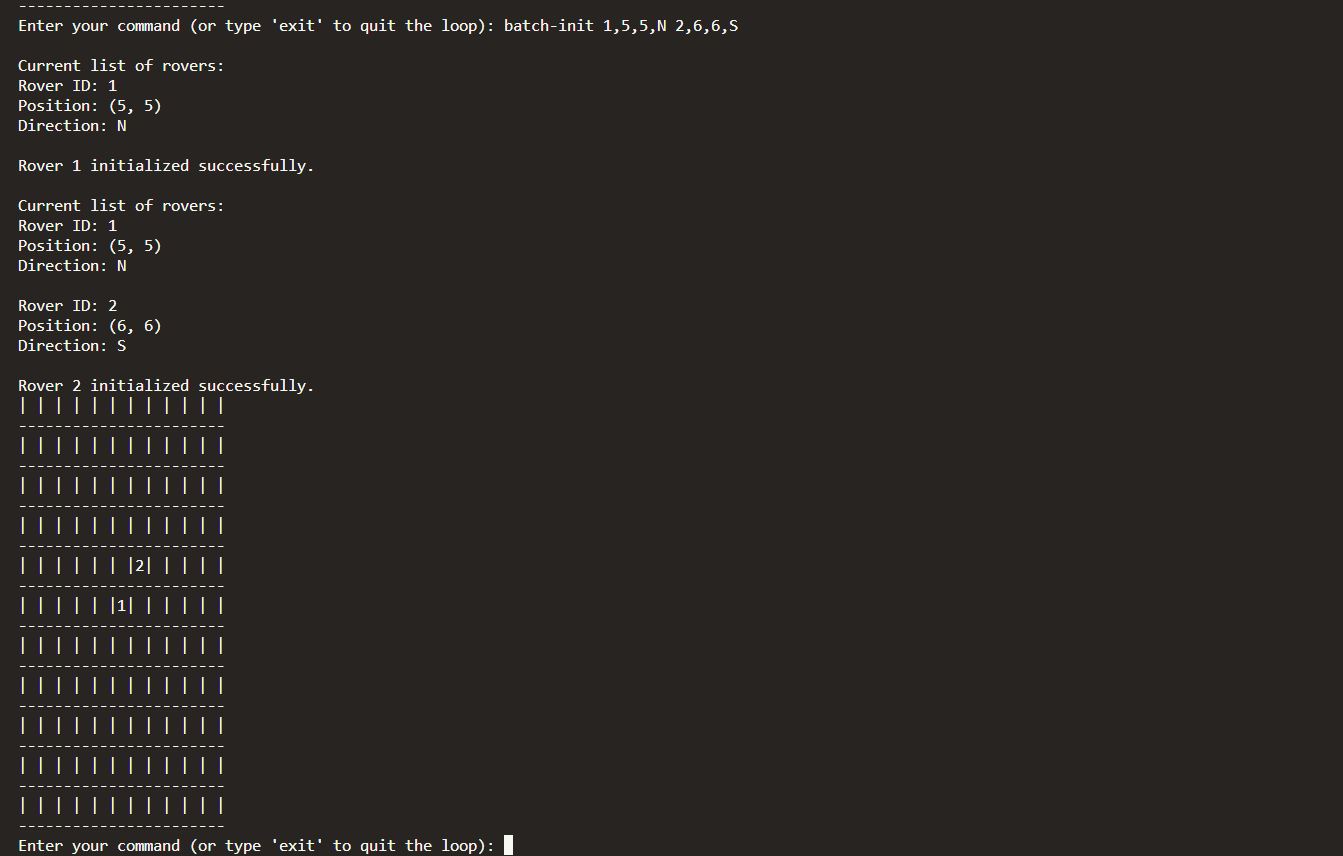 -----------------------
Enter your command (or type 'exit' to quit the loop): batch-init 1,5,5,N 2,6,6,S
Current list of rovers:
Rover ID: 1
Position: (5, 5)
Direction: N
Rover 1 initialized successfully.
Current list of rovers:
Rover ID: 1
Position: (5, 5)
Direction: N
Rover ID: 2
Position: (6, 6)
Direction: S
Rover 2 initialized successfully.
| | | | | | | | | | | |
-----------------------
| | | | | | | | | | | |
-----------------------
| | | | | | | | | | | |
-----------------------
| | | | | | | | | | | |
-----------------------
| | | | | | |2| | | | |
-----------------------
| | | | | |1| | | | | |
-----------------------
| | | | | | | | | | | |
-----------------------
| | | | | | | | | | | |
-----------------------
| | | | | | | | | | | |
-----------------------
| | | | | | | | | | | |
-----------------------
| | | | | | | | | | | |
-----------------------
Enter your command (or type 'exit' to quit the loop):